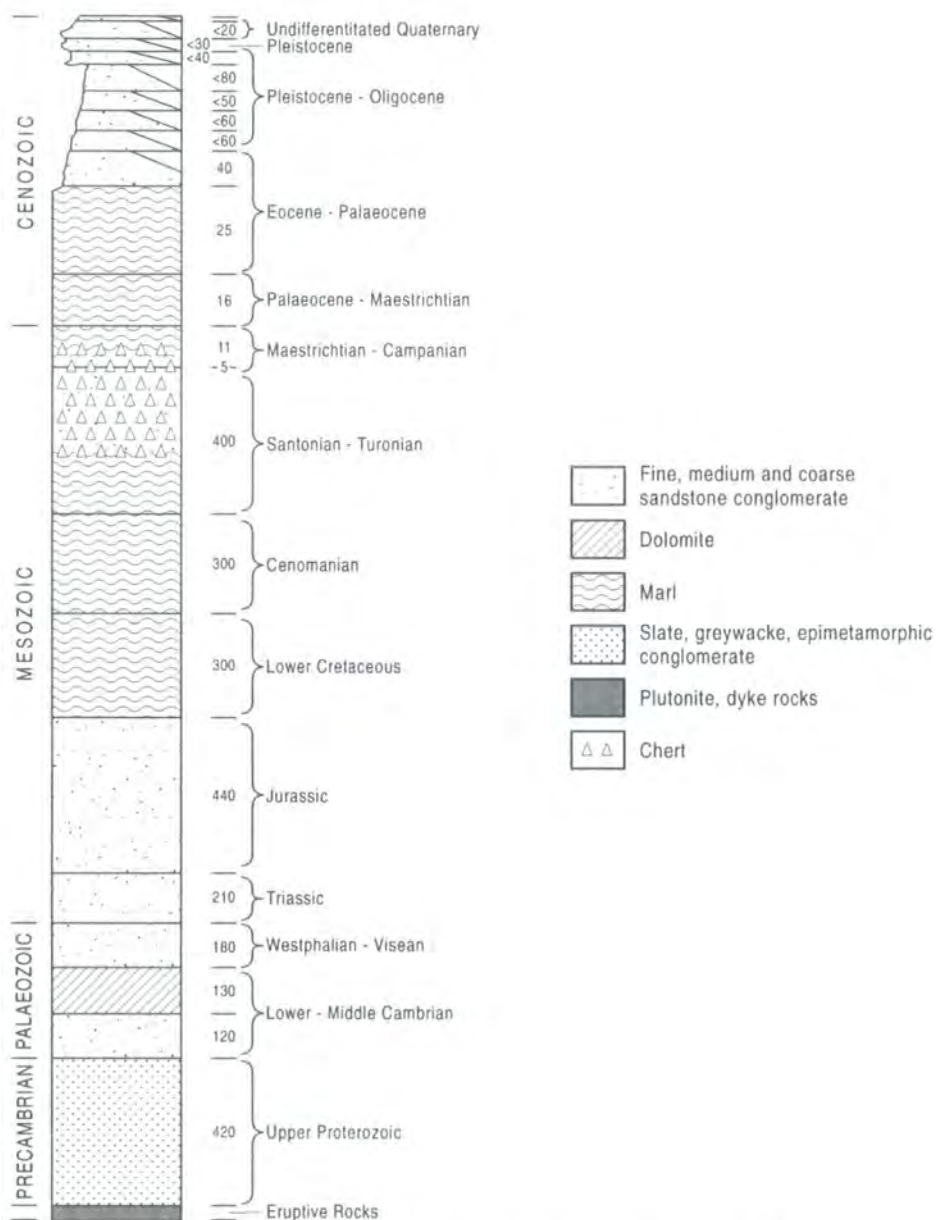 CENOZOIC
MESOZOIC
PALAEOZOIC
PRECAMBRIAN
<20
Undifferentitated Quaternary
<30
Pleistocene
<40
<80
<50
<60
<60
Pleistocene - Oligocene
40
25
Eocene - Palaeocene
16
Palaeocene - Maestrichtian
11
-5-
Maestrichtian - Campanian
400
Santonian - Turonian
300
Cenomanian
300
Lower Cretaceous
440
Jurassic
210
Triassic
180
Westphalian - Visean
130
120
Lower - Middle Cambrian
420
Upper Proterozoic
Eruptive Rocks
Fine, medium and coarse
sandstone conglomerate
Dolomite
Marl
Slate, greywacke, epimetamorphic
conglomerate
Plutonite, dyke rocks
Chert